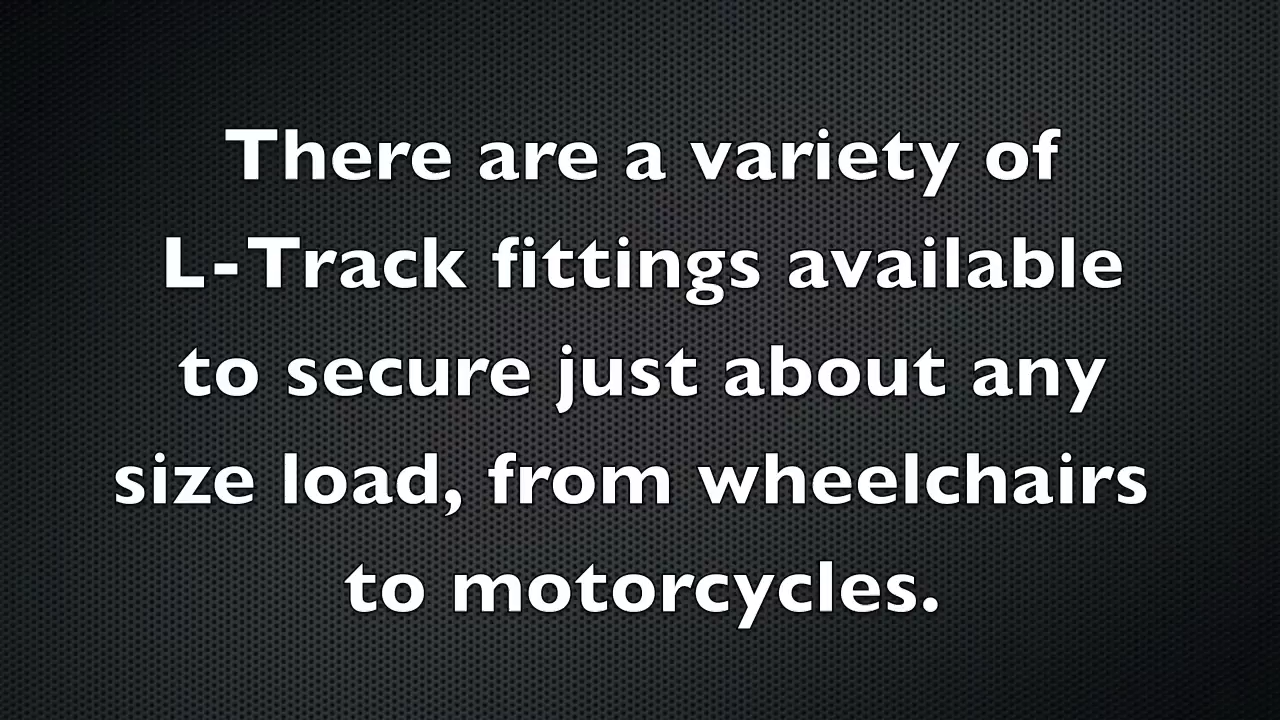 There are a variety of
L-Track fittings available
to secure just about any
size load, from wheelchairs
to motorcycles.